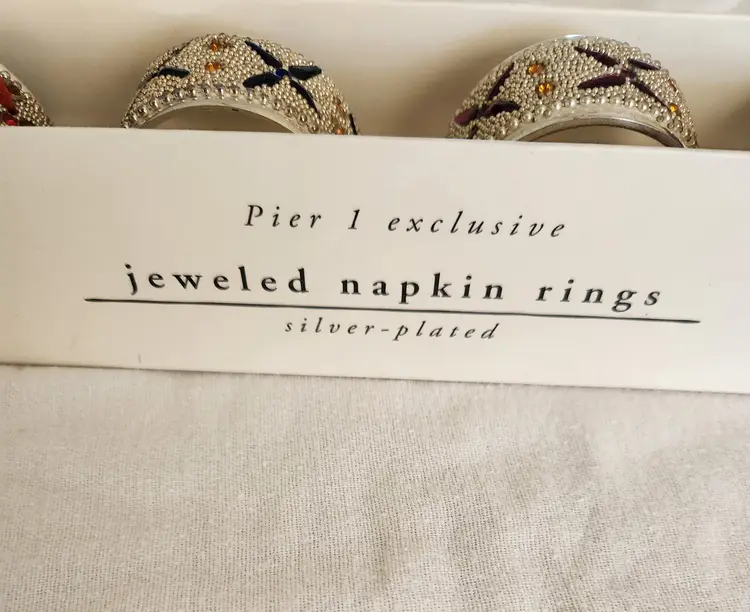 Pier 1 exclusive
jeweled napkin rings
silver-plated